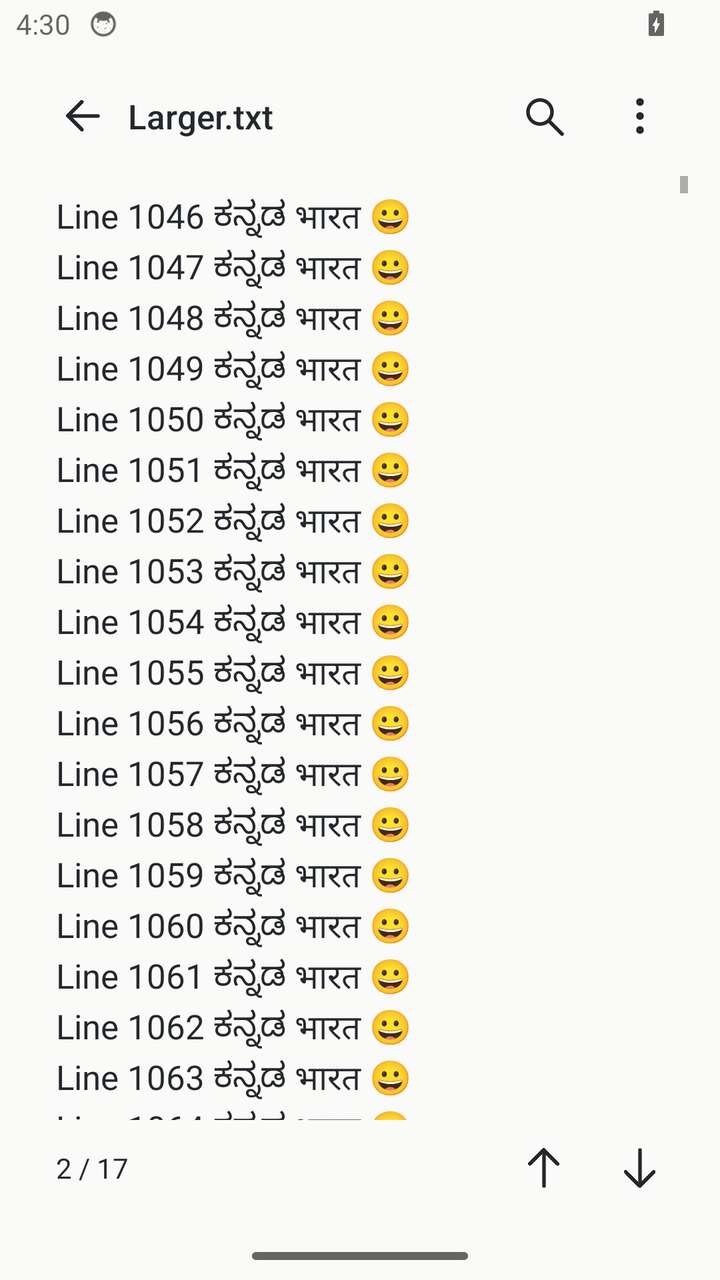 4:30
Larger.txt
Line 1046 ಕನ್ನಡ भारत 😀
Line 1047 ಕನ್ನಡ भारत 😀
Line 1048 ಕನ್ನಡ भारत 😀
Line 1049 ಕನ್ನಡ भारत 😀
Line 1050 ಕನ್ನಡ भारत 😀
Line 1051 ಕನ್ನಡ भारत 😀
Line 1052 ಕನ್ನಡ भारत 😀
Line 1053 ಕನ್ನಡ भारत 😀
Line 1054 ಕನ್ನಡ भारत 😀
Line 1055 ಕನ್ನಡ भारत 😀
Line 1056 ಕನ್ನಡ भारत 😀
Line 1057 ಕನ್ನಡ भारत 😀
Line 1058 ಕನ್ನಡ भारत 😀
Line 1059 ಕನ್ನಡ भारत 😀
Line 1060 ಕನ್ನಡ भारत 😀
Line 1061 ಕನ್ನಡ भारत 😀
Line 1062 ಕನ್ನಡ भारत 😀
Line 1063 ಕನ್ನಡ भारत 😀
2 / 17